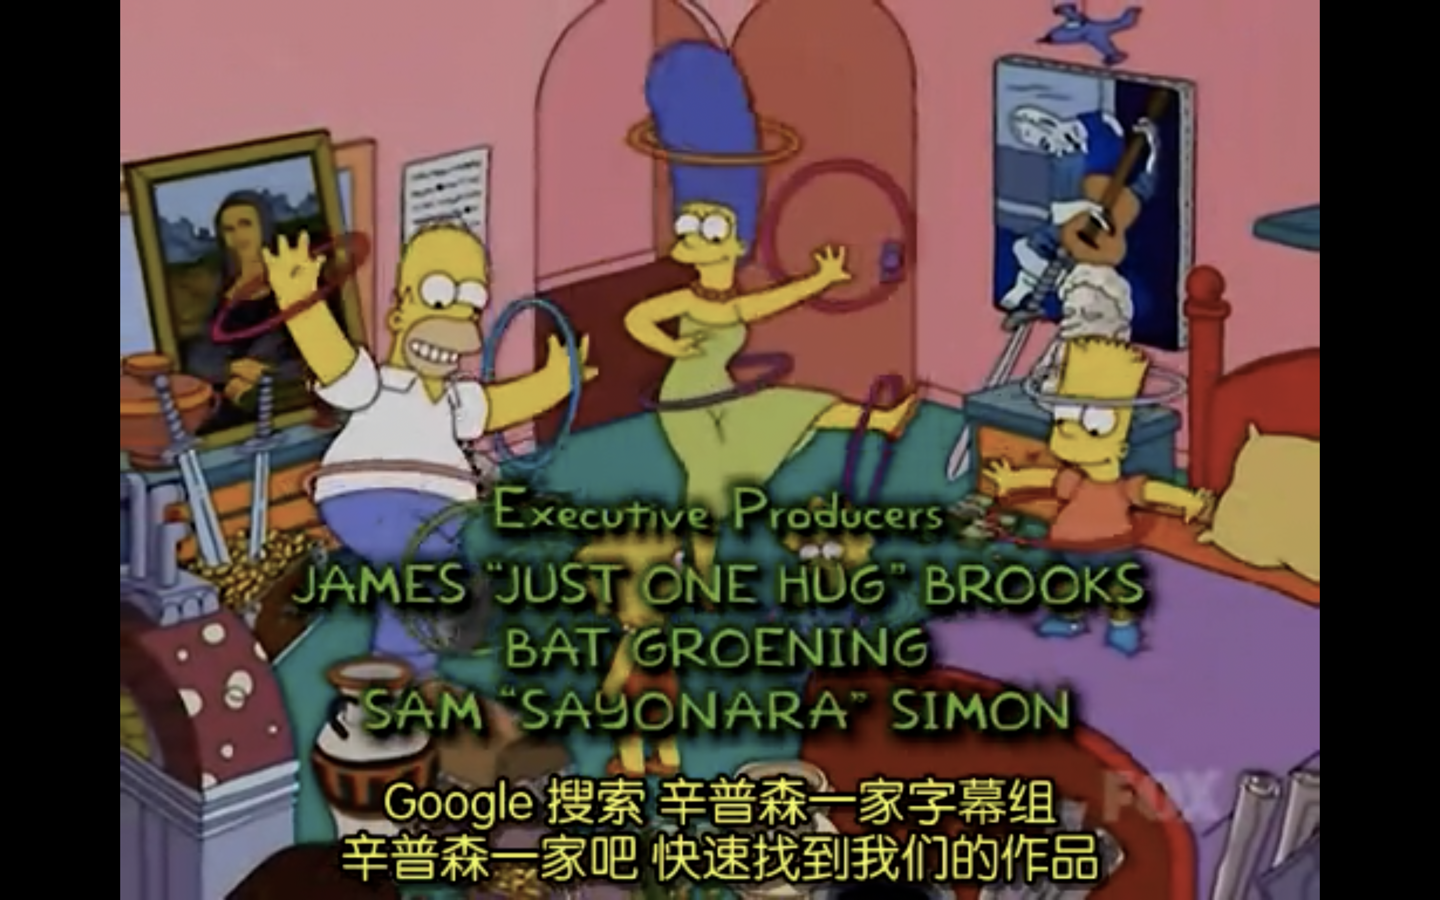 Executive Producers
JAMES "JUST ONE HUG" BROOKS
BAT GROENING
SAM "SAYONARA" SIMON
FOX
Google 搜索 辛普森一家字幕组
辛普森一家吧 快速找到我们的作品